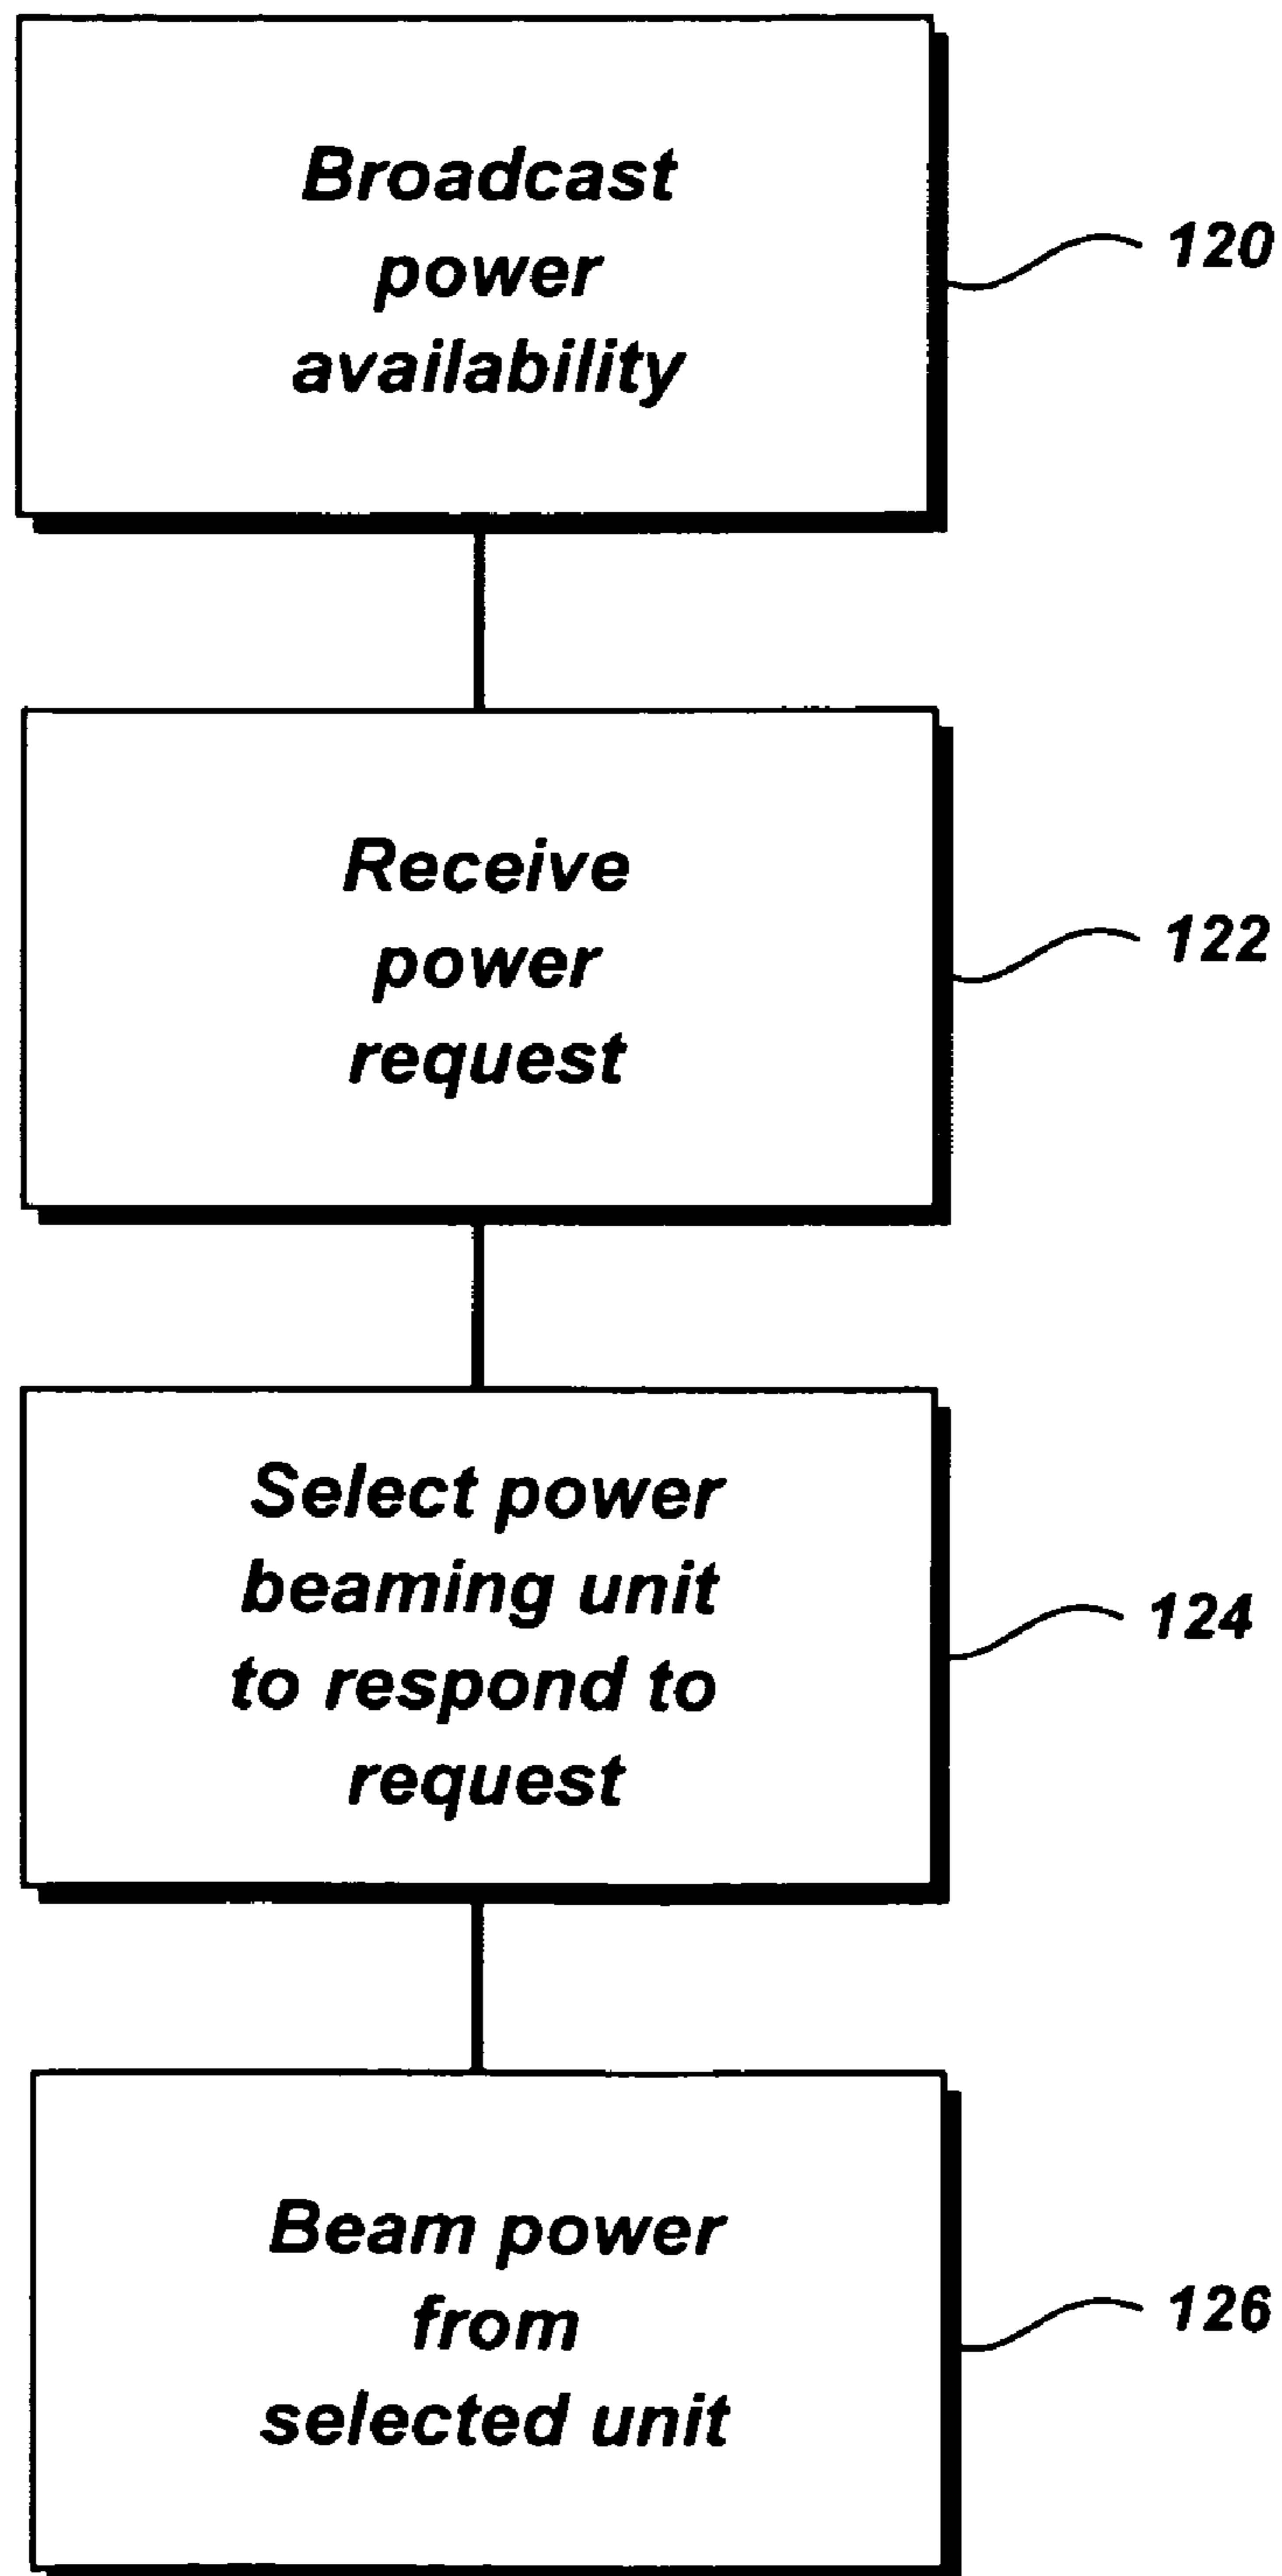 Broadcast
power
availability
120
Receive
power
request
122
Select power
beaming unit
to respond to
request
124
Beam power
from
selected unit
126